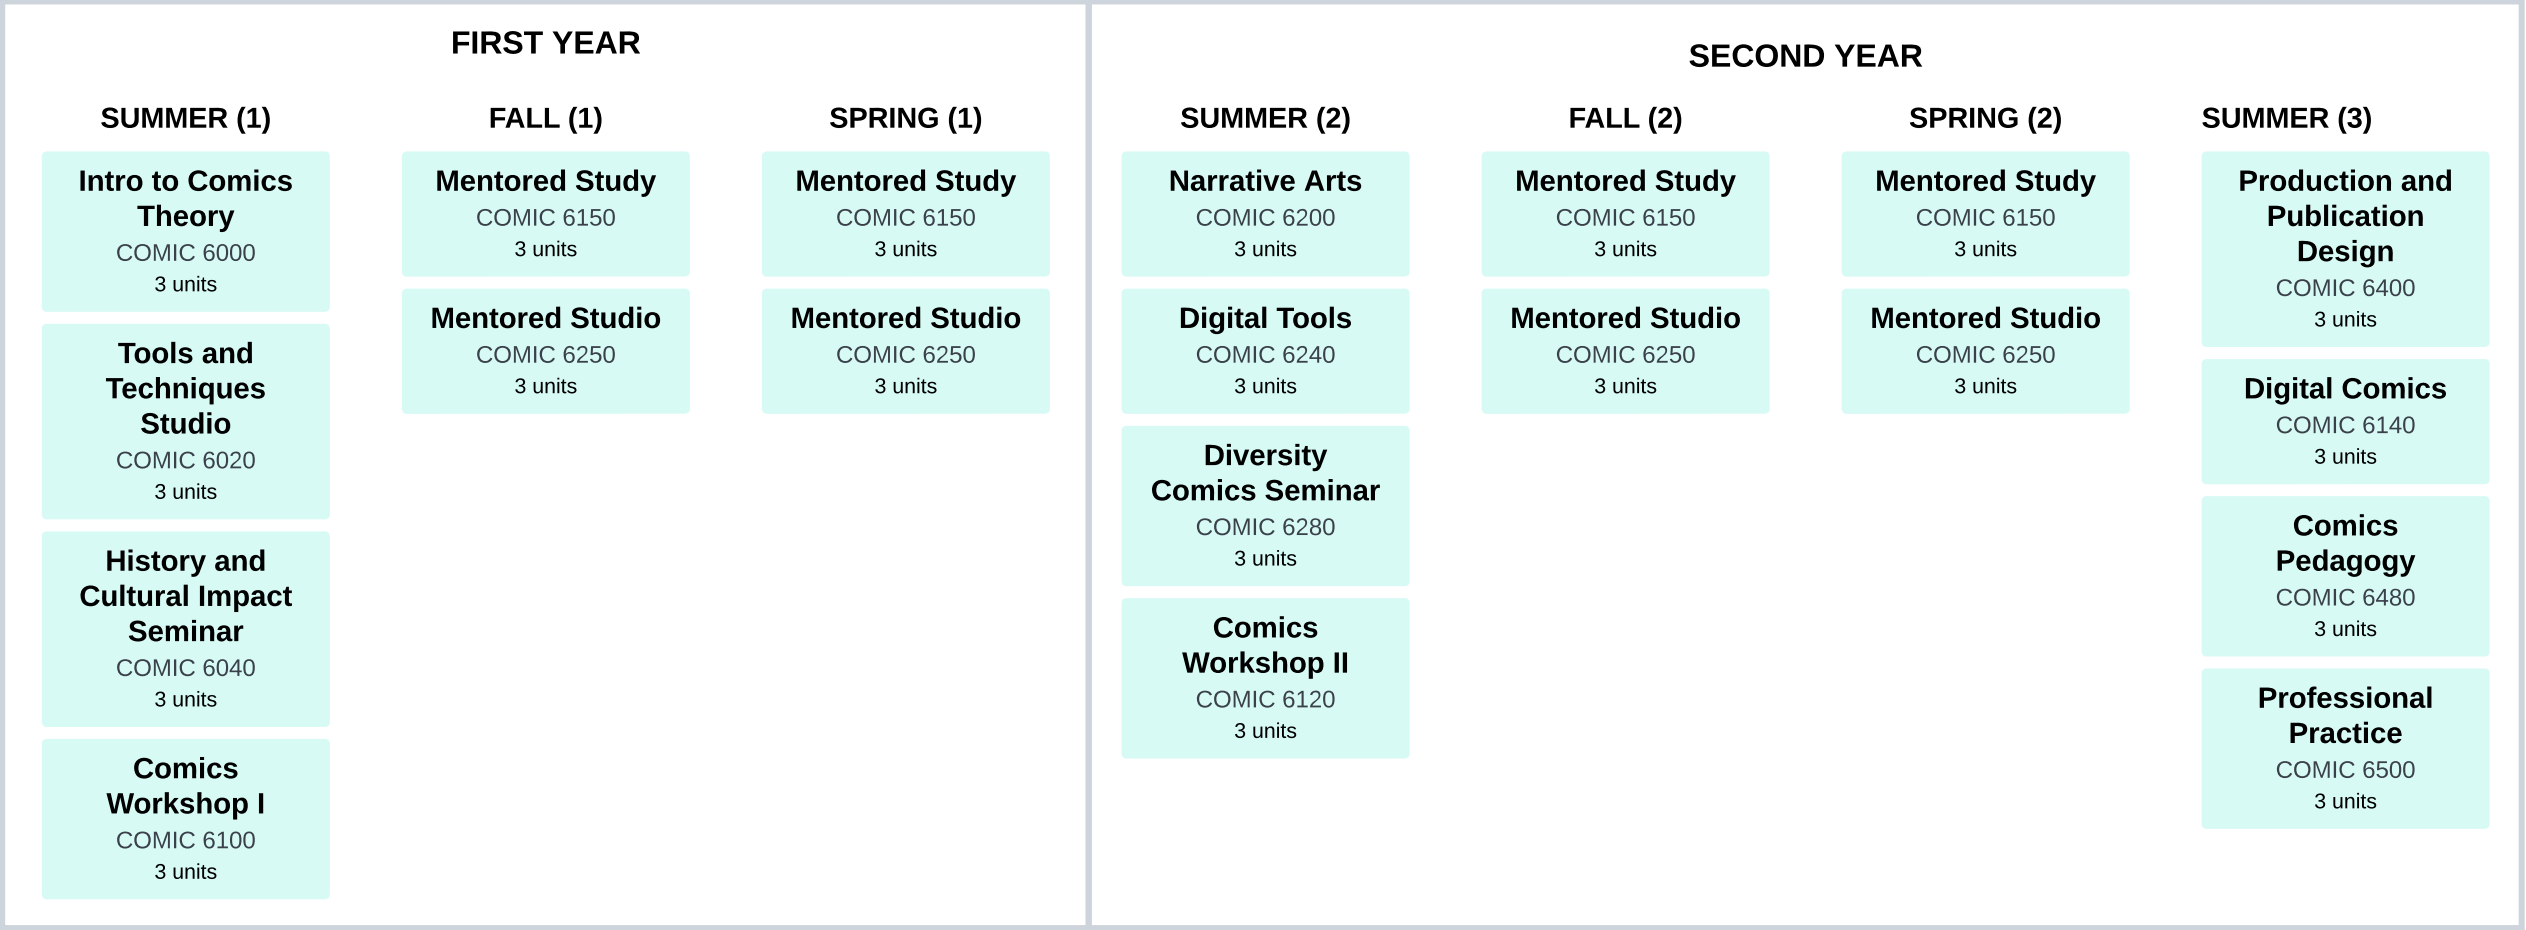 FIRST YEAR
SUMMER (1)
Intro to Comics
Theory
COMIC 6000
3 units
Tools and
Techniques
Studio
COMIC 6020
3 units
History and
Cultural Impact
Seminar
COMIC 6040
3 units
Comics
Workshop I
COMIC 6100
3 units
FALL (1)
Mentored Study
COMIC 6150
3 units
Mentored Studio
COMIC 6250
3 units
SPRING (1)
Mentored Study
COMIC 6150
3 units
Mentored Studio
COMIC 6250
3 units
SECOND YEAR
SUMMER (2)
Narrative Arts
COMIC 6200
3 units
Digital Tools
COMIC 6240
3 units
Diversity
Comics Seminar
COMIC 6280
3 units
Comics
Workshop II
COMIC 6120
3 units
FALL (2)
Mentored Study
COMIC 6150
3 units
Mentored Studio
COMIC 6250
3 units
SPRING (2)
Mentored Study
COMIC 6150
3 units
Mentored Studio
COMIC 6250
3 units
SUMMER (3)
Production and
Publication
Design
COMIC 6400
3 units
Digital Comics
COMIC 6140
3 units
Comics
Pedagogy
COMIC 6480
3 units
Professional
Practice
COMIC 6500
3 units